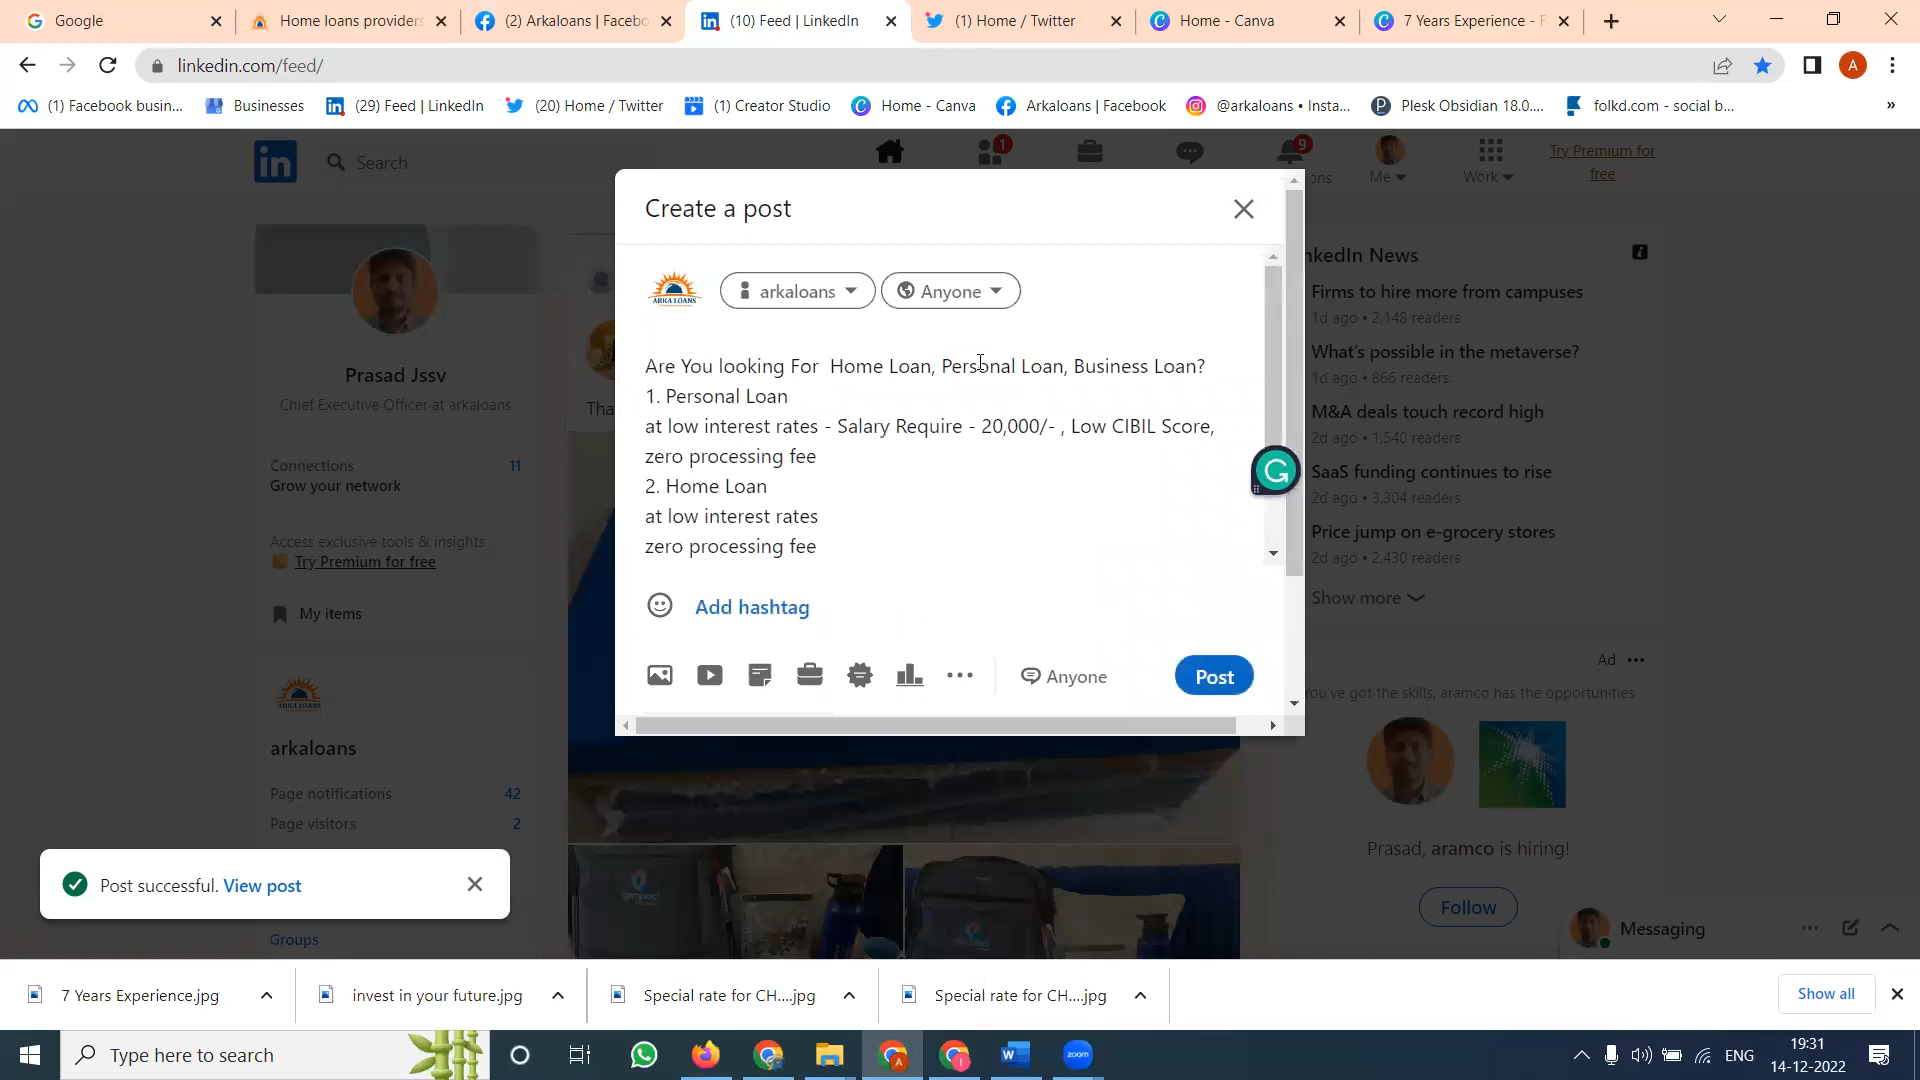 Google
Home loans providers
(2) Arkaloans | Facebo
(10) Feed | LinkedIn
(1) Home / Twitter
Home - Canva
7 Years Experience - F
linkedin.com/feed/
A
(1) Facebook busin...
Businesses
(29) Feed | LinkedIn
(20) Home / Twitter
(1) Creator Studio
Home - Canva
Arkaloans | Facebook
@arkaloans • Insta...
Plesk Obsidian 18.0....
folkd.com - social b...
»
in
Search
1
9
ons
Me
Work
Try Premium for
free
Create a post
ARKA LOANS
arkaloans
Anyone
Are You looking For  Home Loan, Personal Loan, Business Loan?
1. Personal Loan
at low interest rates - Salary Require - 20,000/- , Low CIBIL Score,
zero processing fee
2. Home Loan
at low interest rates
zero processing fee
Add hashtag
Anyone
Post
Prasad Jssv
Chief Executive Officer at arkaloans
Connections
11
Grow your network
Access exclusive tools & insights
Try Premium for free
My items
ARKA LOANS
arkaloans
Page notifications
42
Page visitors
2
Groups
Tha
nkedIn News
Firms to hire more from campuses
1d ago • 2,148 readers
What's possible in the metaverse?
1d ago • 866 readers
M&A deals touch record high
2d ago • 1,540 readers
SaaS funding continues to rise
2d ago • 3,304 readers
Price jump on e-grocery stores
2d ago • 2,430 readers
Show more
Ad
You've got the skills, aramco has the opportunities
Prasad, aramco is hiring!
Follow
Messaging
Post successful. View post
7 Years Experience.jpg
invest in your future.jpg
Special rate for CH....jpg
Special rate for CH....jpg
Show all
Type here to search
zoom
ENG
19:31
14-12-2022